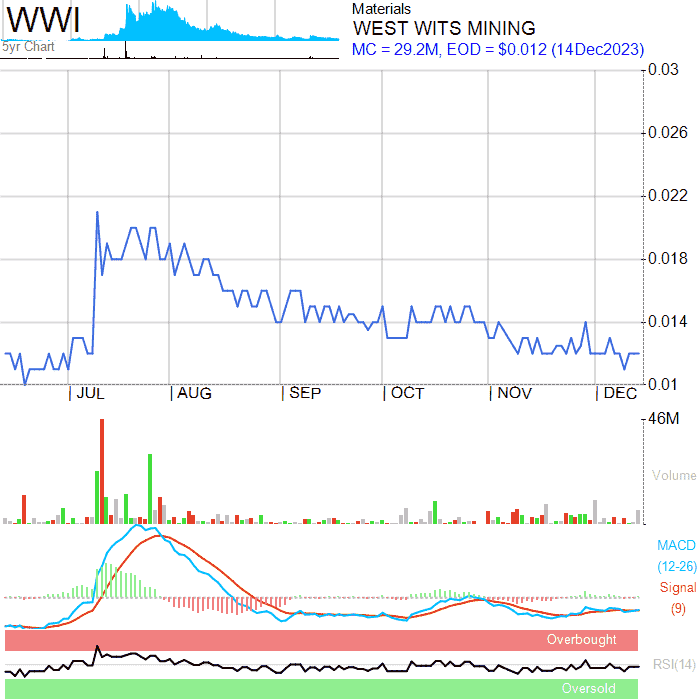 WWI
5yr Chart
Materials
WEST WITS MINING
MC = 29.2M, EOD = $0.012 (14Dec2023)
0.03
0.026
0.022
0.018
0.014
0.01
JUL AUG SEP OCT NOV DEC
46M
Volume
MACD
(12-26)
Signal
(9)
Overbought
RSI(14)
Oversold